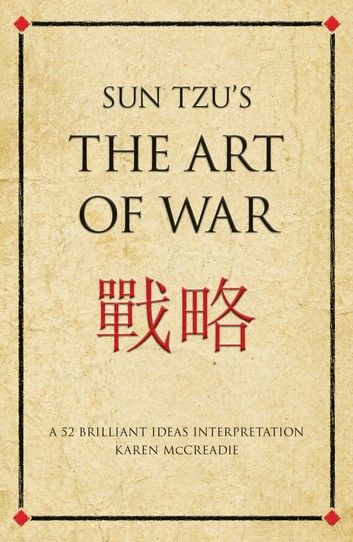 SUN TZU'S
THE ART
OF WAR
戰略
A 52 BRILLIANT IDEAS INTERPRETATION
KAREN McCREADIE